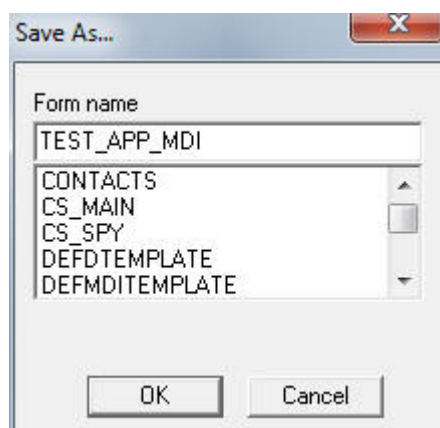 Save As...
Form name
TEST_APP_MDI
CONTACTS
CS_MAIN
CS_SPY
DEFDTEMPLATE
DEFMDITEMPLATE
OK
Cancel